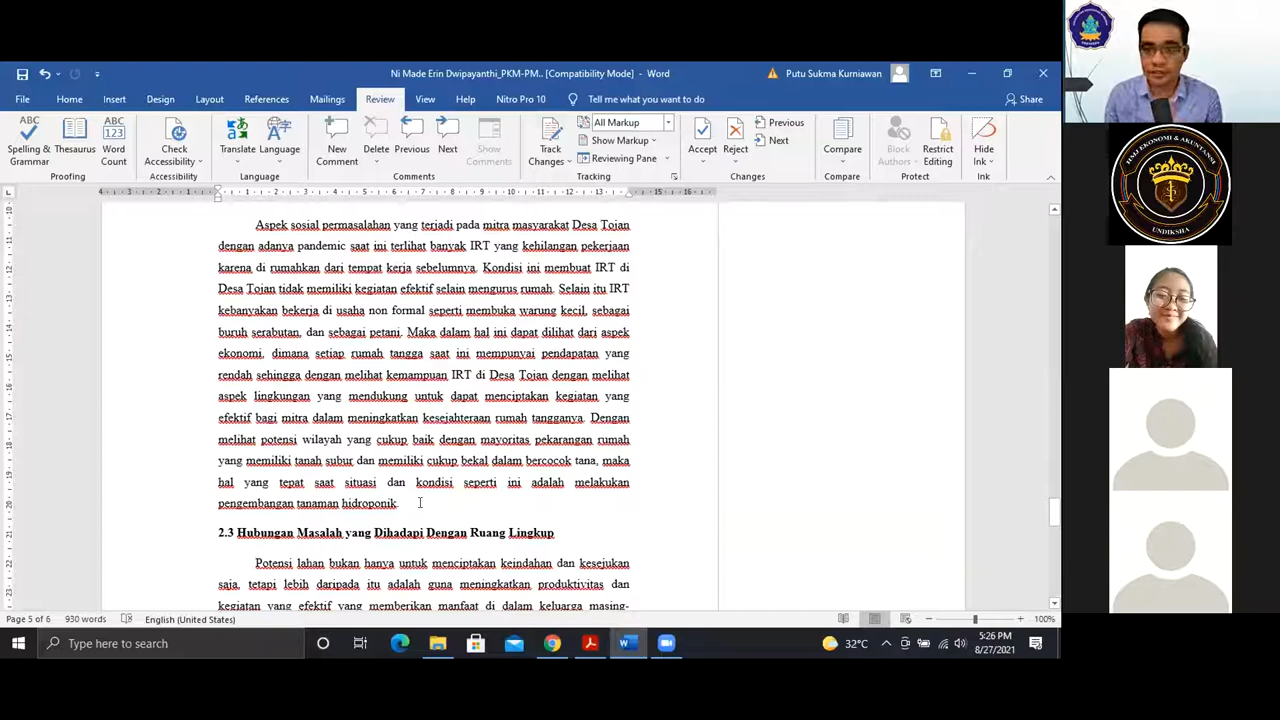 Ni Made Erin Dwipayanthi_PKM-PM.. [Compatibility Mode] - Word
Putu Sukma Kurniawan
File Home Insert Design Layout References Mailings Review View Help Nitro Pro 10 Tell me what you want to do Share
Spelling & Grammar
Thesaurus
Word Count
Proofing
Check Accessibility
Accessibility
Translate
Language
Language
New Comment
Delete
Previous
Next
Show Comments
Comments
Track Changes
All Markup
Show Markup
Reviewing Pane
Tracking
Accept
Reject
Previous
Next
Changes
Compare
Compare
Block Authors
Restrict Editing
Protect
Hide Ink
Ink
Aspek sosial permasalahan yang terjadi pada mitra masyarakat Desa Tojan
dengan adanya pandemic saat ini terlihat banyak IRT yang kehilangan pekerjaan
karena di rumahkan dari tempat kerja sebelumnya. Kondisi ini membuat IRT di
Desa Tojan tidak memiliki kegiatan efektif selain mengurus rumah. Selain itu IRT
kebanyakan bekerja di usaha non formal seperti membuka warung kecil, sebagai
buruh serabutan, dan sebagai petani. Maka dalam hal ini dapat dilihat dari aspek
ekonomi, dimana setiap rumah tangga saat ini mempunyai pendapatan yang
rendah sehingga dengan melihat kemampuan IRT di Desa Tojan dengan melihat
aspek lingkungan yang mendukung untuk dapat menciptakan kegiatan yang
efektif bagi mitra dalam meningkatkan kesejahteraan rumah tangganya. Dengan
melihat potensi wilayah yang cukup baik dengan mayoritas pekarangan rumah
yang memiliki tanah subur dan memiliki cukup bekal dalam bercocok tana, maka
hal yang tepat saat situasi dan kondisi seperti ini adalah melakukan
pengembangan tanaman hidroponik.
2.3 Hubungan Masalah yang Dihadapi Dengan Ruang Lingkup
Potensi lahan bukan hanya untuk menciptakan keindahan dan kesejukan
saja, tetapi lebih daripada itu adalah guna meningkatkan produktivitas dan
kegiatan yang efektif yang memberikan manfaat di dalam keluarga masing-
Page 5 of 6 930 words English (United States) 100%
Type here to search
32°C
5:26 PM
8/27/2021
HMJ EKONOMI & AKUNTANSI
UNDIKSHA